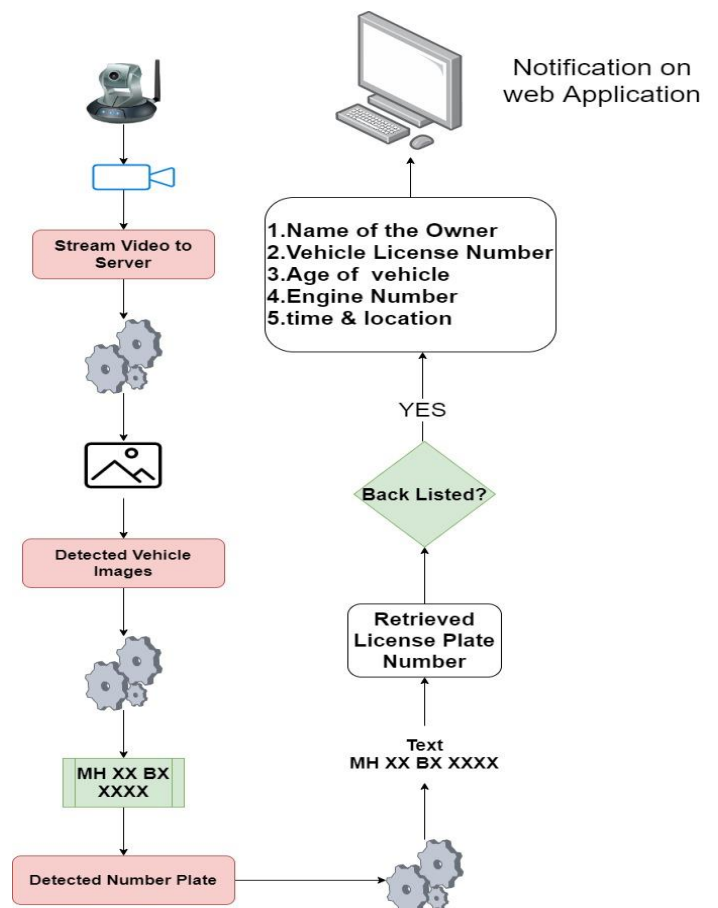 Notification on
web Application
1.Name of the Owner
2.Vehicle License Number
3.Age of vehicle
4.Engine Number
5.time & location
Stream Video to
Server
YES
Back Listed?
Detected Vehicle
Images
Retrieved
License Plate
Number
Text
MH XX BX XXXX
MH XX BX
XXXX
Detected Number Plate